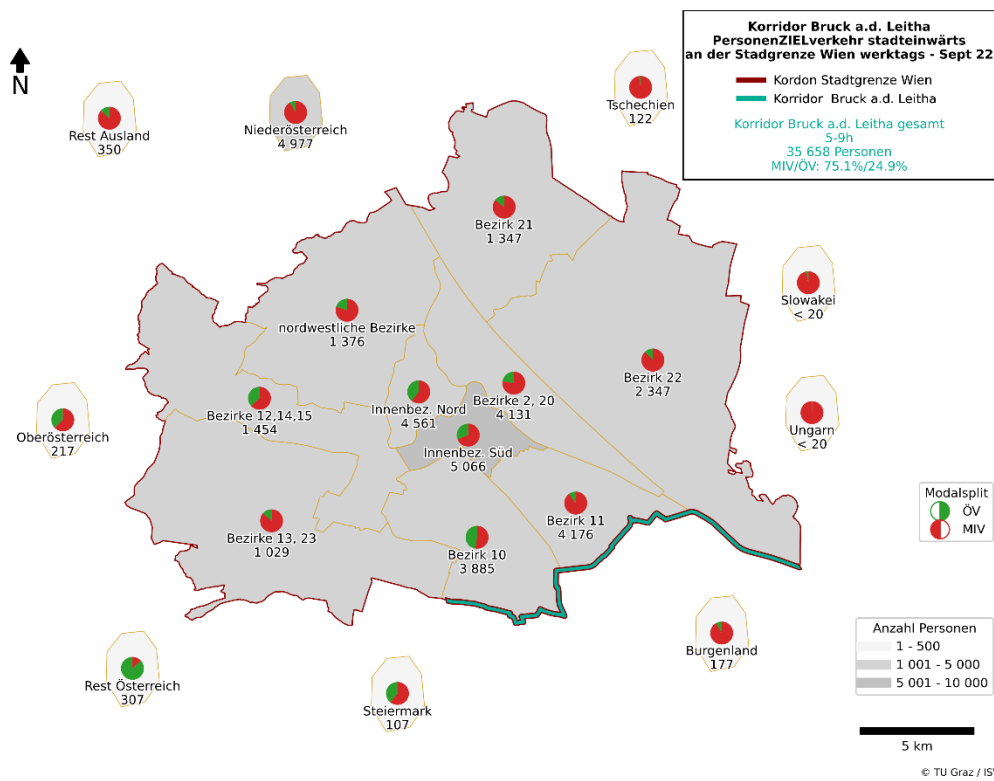 Korridor Bruck a.d. Leitha
PersonenZIELverkehr stadteinwärts
an der Stadgrenze Wien werktags - Sept 22
Kordon Stadtgrenze Wien
Korridor Bruck a.d. Leitha
Korridor Bruck a.d. Leitha gesamt
5-9h
35 658 Personen
MIV/ÖV: 75.1%/24.9%
N
Rest Ausland
350
Niederösterreich
4 977
Tschechien
122
Bezirk 21
1 347
Slowakei
< 20
nordwestliche Bezirke
1 376
Bezirk 22
2 347
Bezirke 12,14,15
1 454
Innenbez. Nord
4 561
Bezirke 2, 20
4 131
Oberösterreich
217
Ungarn
< 20
Innenbez. Süd
5 066
Modalsplit
ÖV
MIV
Bezirk 11
4 176
Bezirke 13, 23
1 029
Bezirk 10
3 885
Burgenland
177
Anzahl Personen
1 - 500
1 001 - 5 000
5 001 - 10 000
Rest Österreich
307
Steiermark
107
5 km
© TU Graz / IS